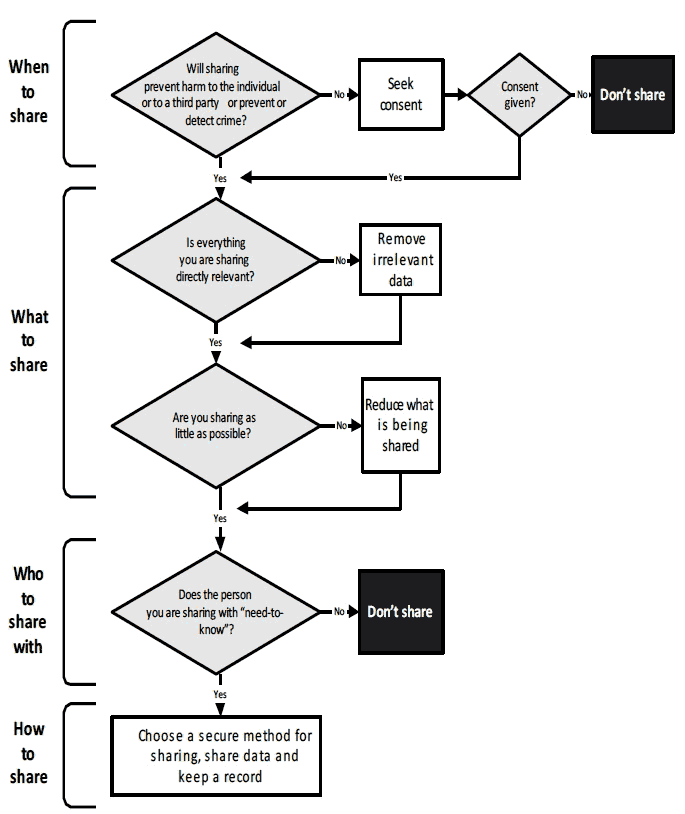 When
to
share
Will sharing
prevent harm to the individual
or to a third party or prevent or
detect crime?
No
Seek
consent
Consent
given?
No
Don't share
Yes
Yes
What
to
share
Is everything
you are sharing
directly relevant?
No
Remove
irrelevant
data
Yes
Are you sharing as
little as possible?
No
Reduce what
is being
shared
Yes
Who
to
share
with
Does the person
you are sharing with “need-to-
know”?
No
Don't share
Yes
How
to
share
Choose a secure method for
sharing, share data and
keep a record